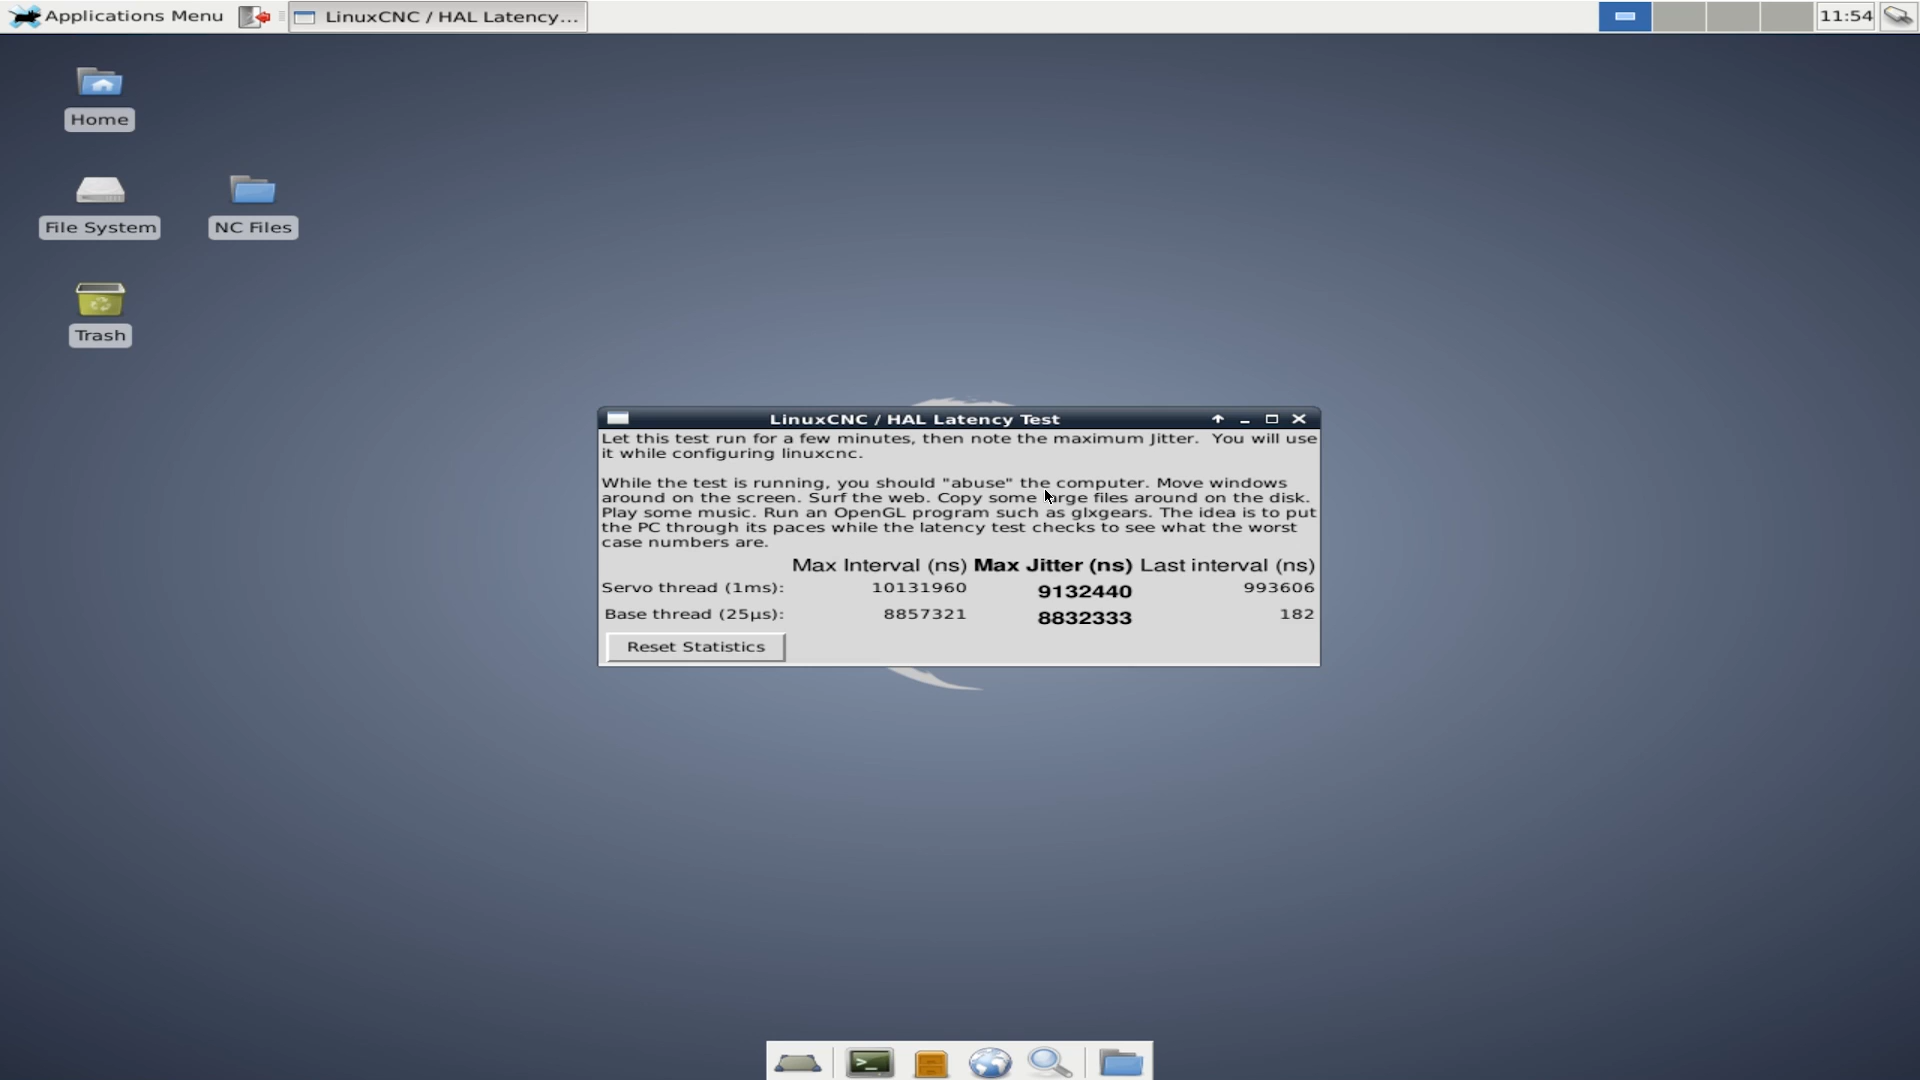 Applications Menu LinuxCNC / HAL Latency... 11:54
Home
File System NC Files
Trash
LinuxCNC / HAL Latency Test
Let this test run for a few minutes, then note the maximum Jitter. You will use
it while configuring linuxcnc.
While the test is running, you should "abuse" the computer. Move windows
around on the screen. Surf the web. Copy some arge files around on the disk.
Play some music. Run an OpenGL program such as glxgears. The idea is to put
the PC through its paces while the latency test checks to see what the worst
case numbers are.
Max Interval (ns) Max Jitter (ns) Last interval (ns)
Servo thread (1ms): 10131960 9132440 993606
Base thread (25µs): 8857321 8832333 182
Reset Statistics